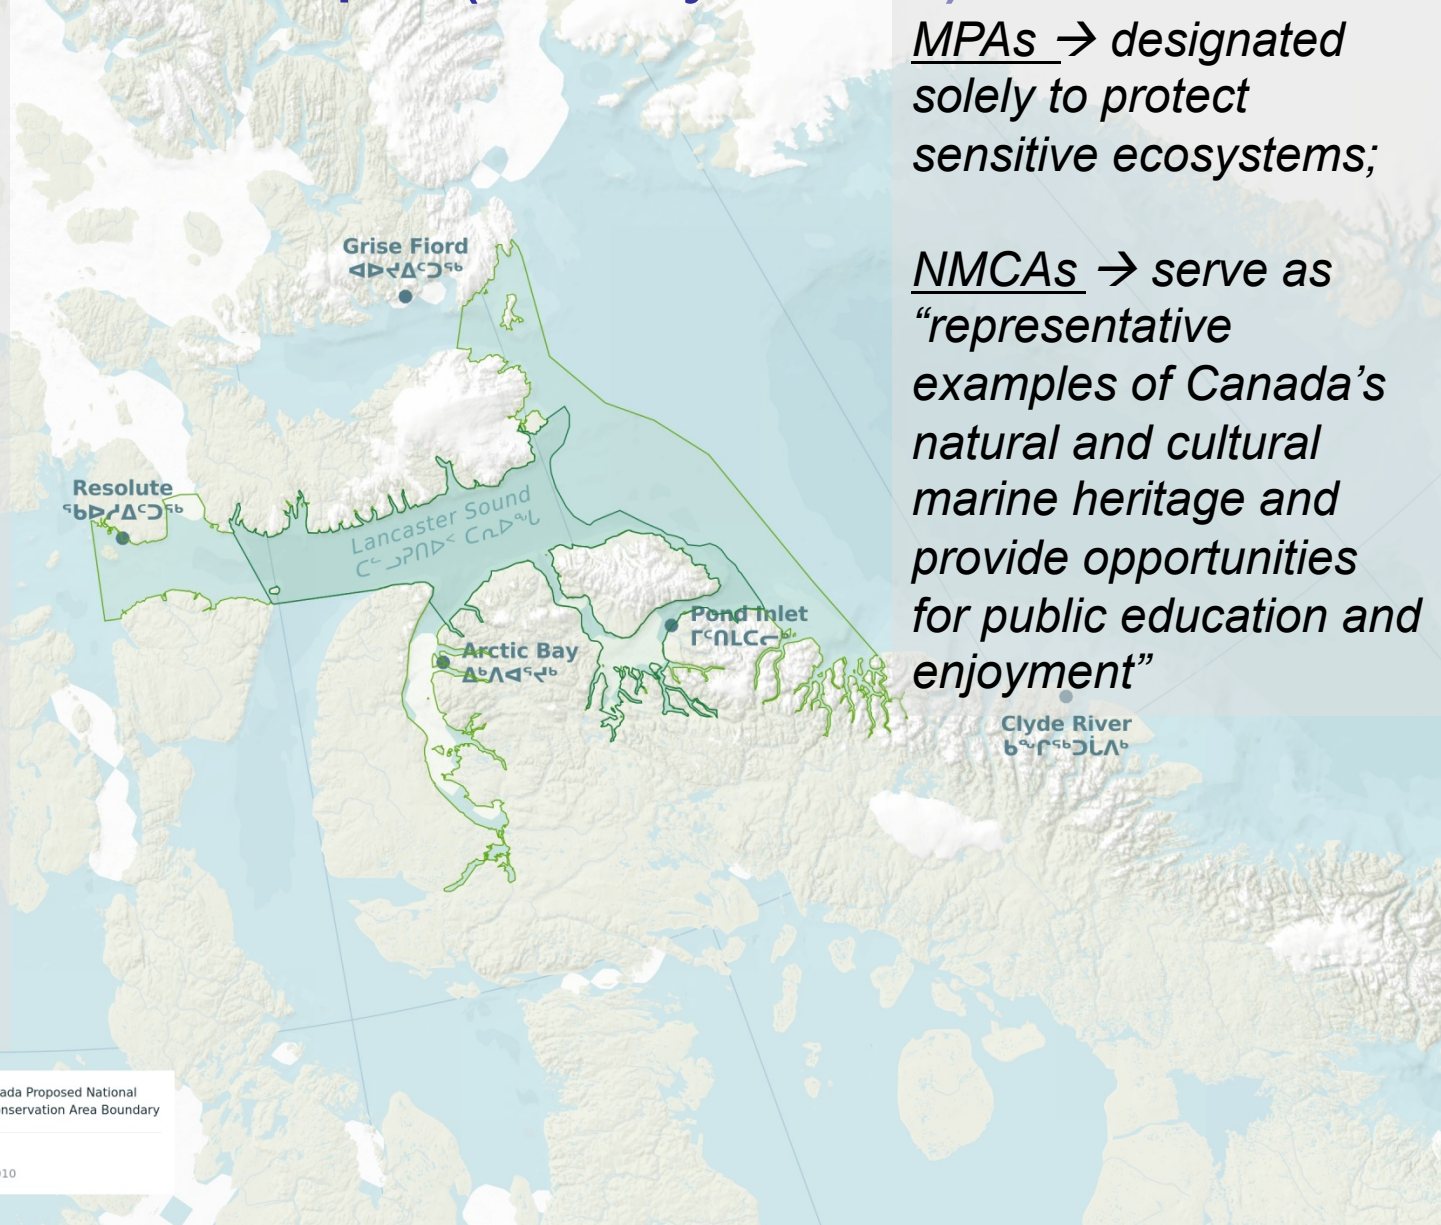 MPAs → designated
solely to protect
sensitive ecosystems;
NMCAs → serve as
“representative
examples of Canada’s
natural and cultural
marine heritage and
provide opportunities
for public education and
enjoyment”
Grise Fiord
ᐊᐅᔪᐃᑦᑐᖅ
Resolute
ᖃᐅᓱᐃᑦᑐᖅ
Lancaster Sound
Pond Inlet
ᒥᑦᑎᒪᑕᓕᒃ
Arctic Bay
ᐃᒃᐱᐊᕐᔪᒃ
Clyde River
ada Proposed National
nservation Area Boundary